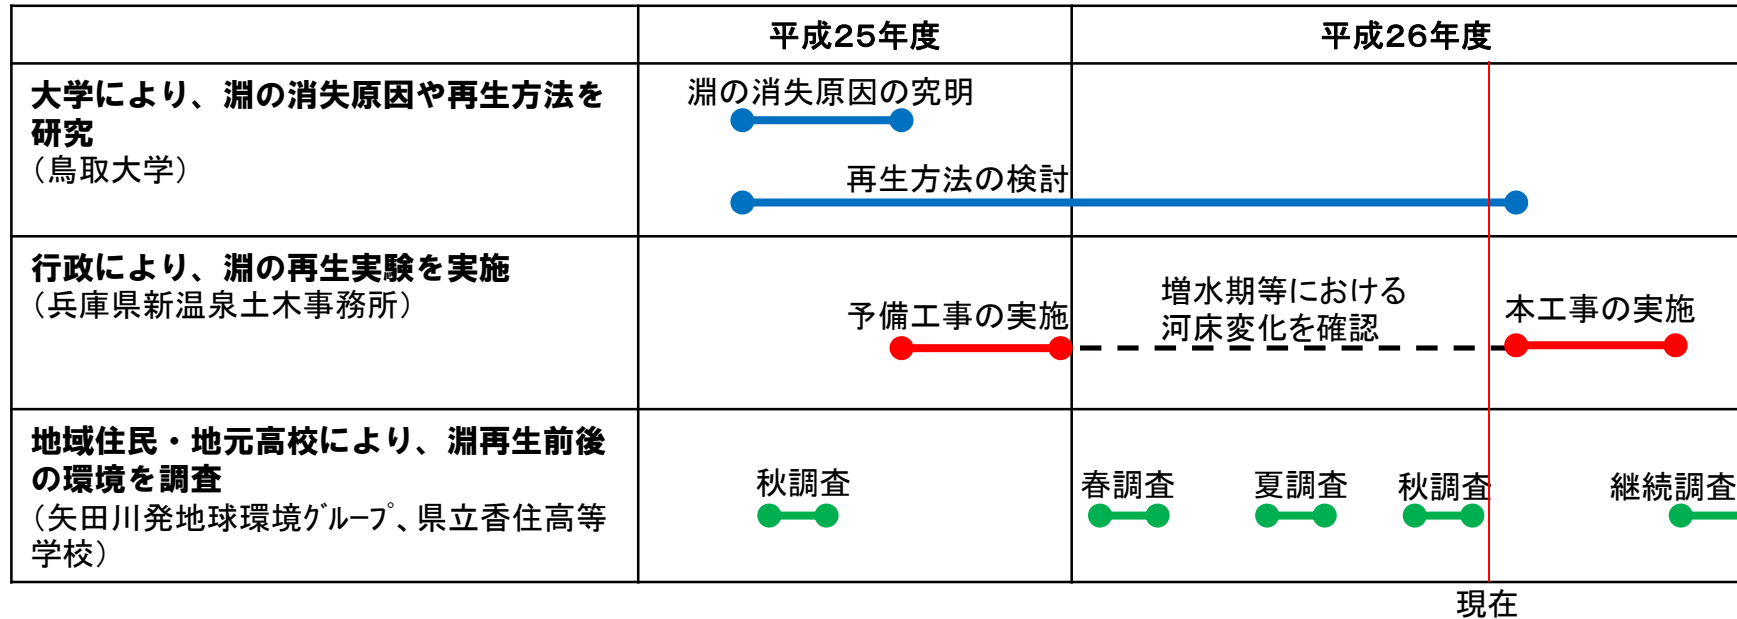 平成25年度
平成26年度
大学により、淵の消失原因や再生方法を
研究
（鳥取大学）
淵の消失原因の究明
再生方法の検討
行政により、淵の再生実験を実施
（兵庫県新温泉土木事務所）
予備工事の実施
増水期等における
河床変化を確認
本工事の実施
地域住民・地元高校により、淵再生前後
の環境を調査
（矢田川発地球環境ｸﾞﾙｰﾌﾟ、県立香住高等
学校）
秋調査
春調査
夏調査
秋調査
継続調査
現在